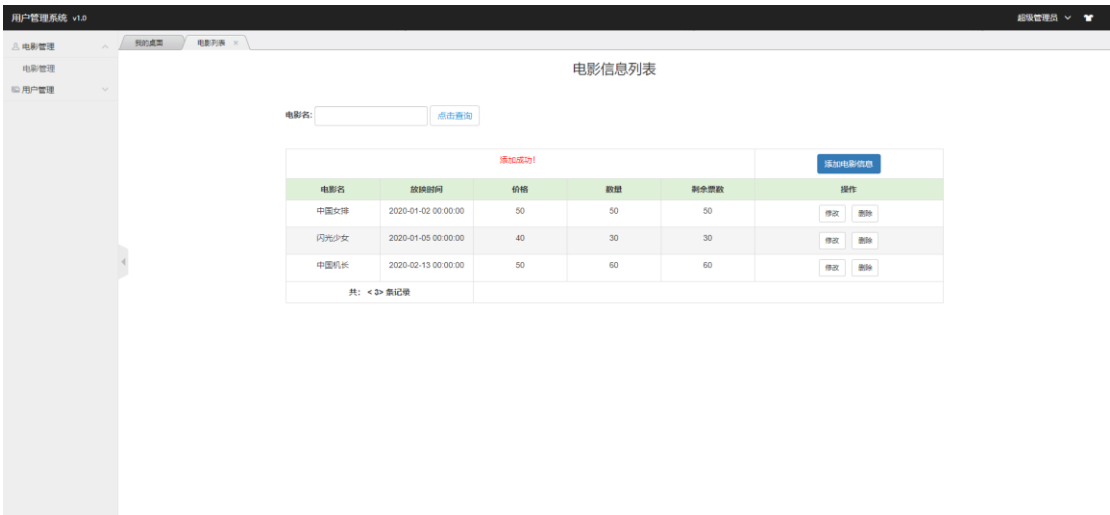 用户管理系统 v1.0 超级管理员
电影管理 我的桌面 电影列表 ×
电影管理
用户管理
电影信息列表
电影名: 点击查询
添加成功! 添加电影信息
电影名 放映时间 价格 数量 剩余票数 操作
中国女排 2020-01-02 00:00:00 50 50 50 修改 删除
闪光少女 2020-01-05 00:00:00 40 30 30 修改 删除
中国机长 2020-02-13 00:00:00 50 60 60 修改 删除
共: < 3> 条记录